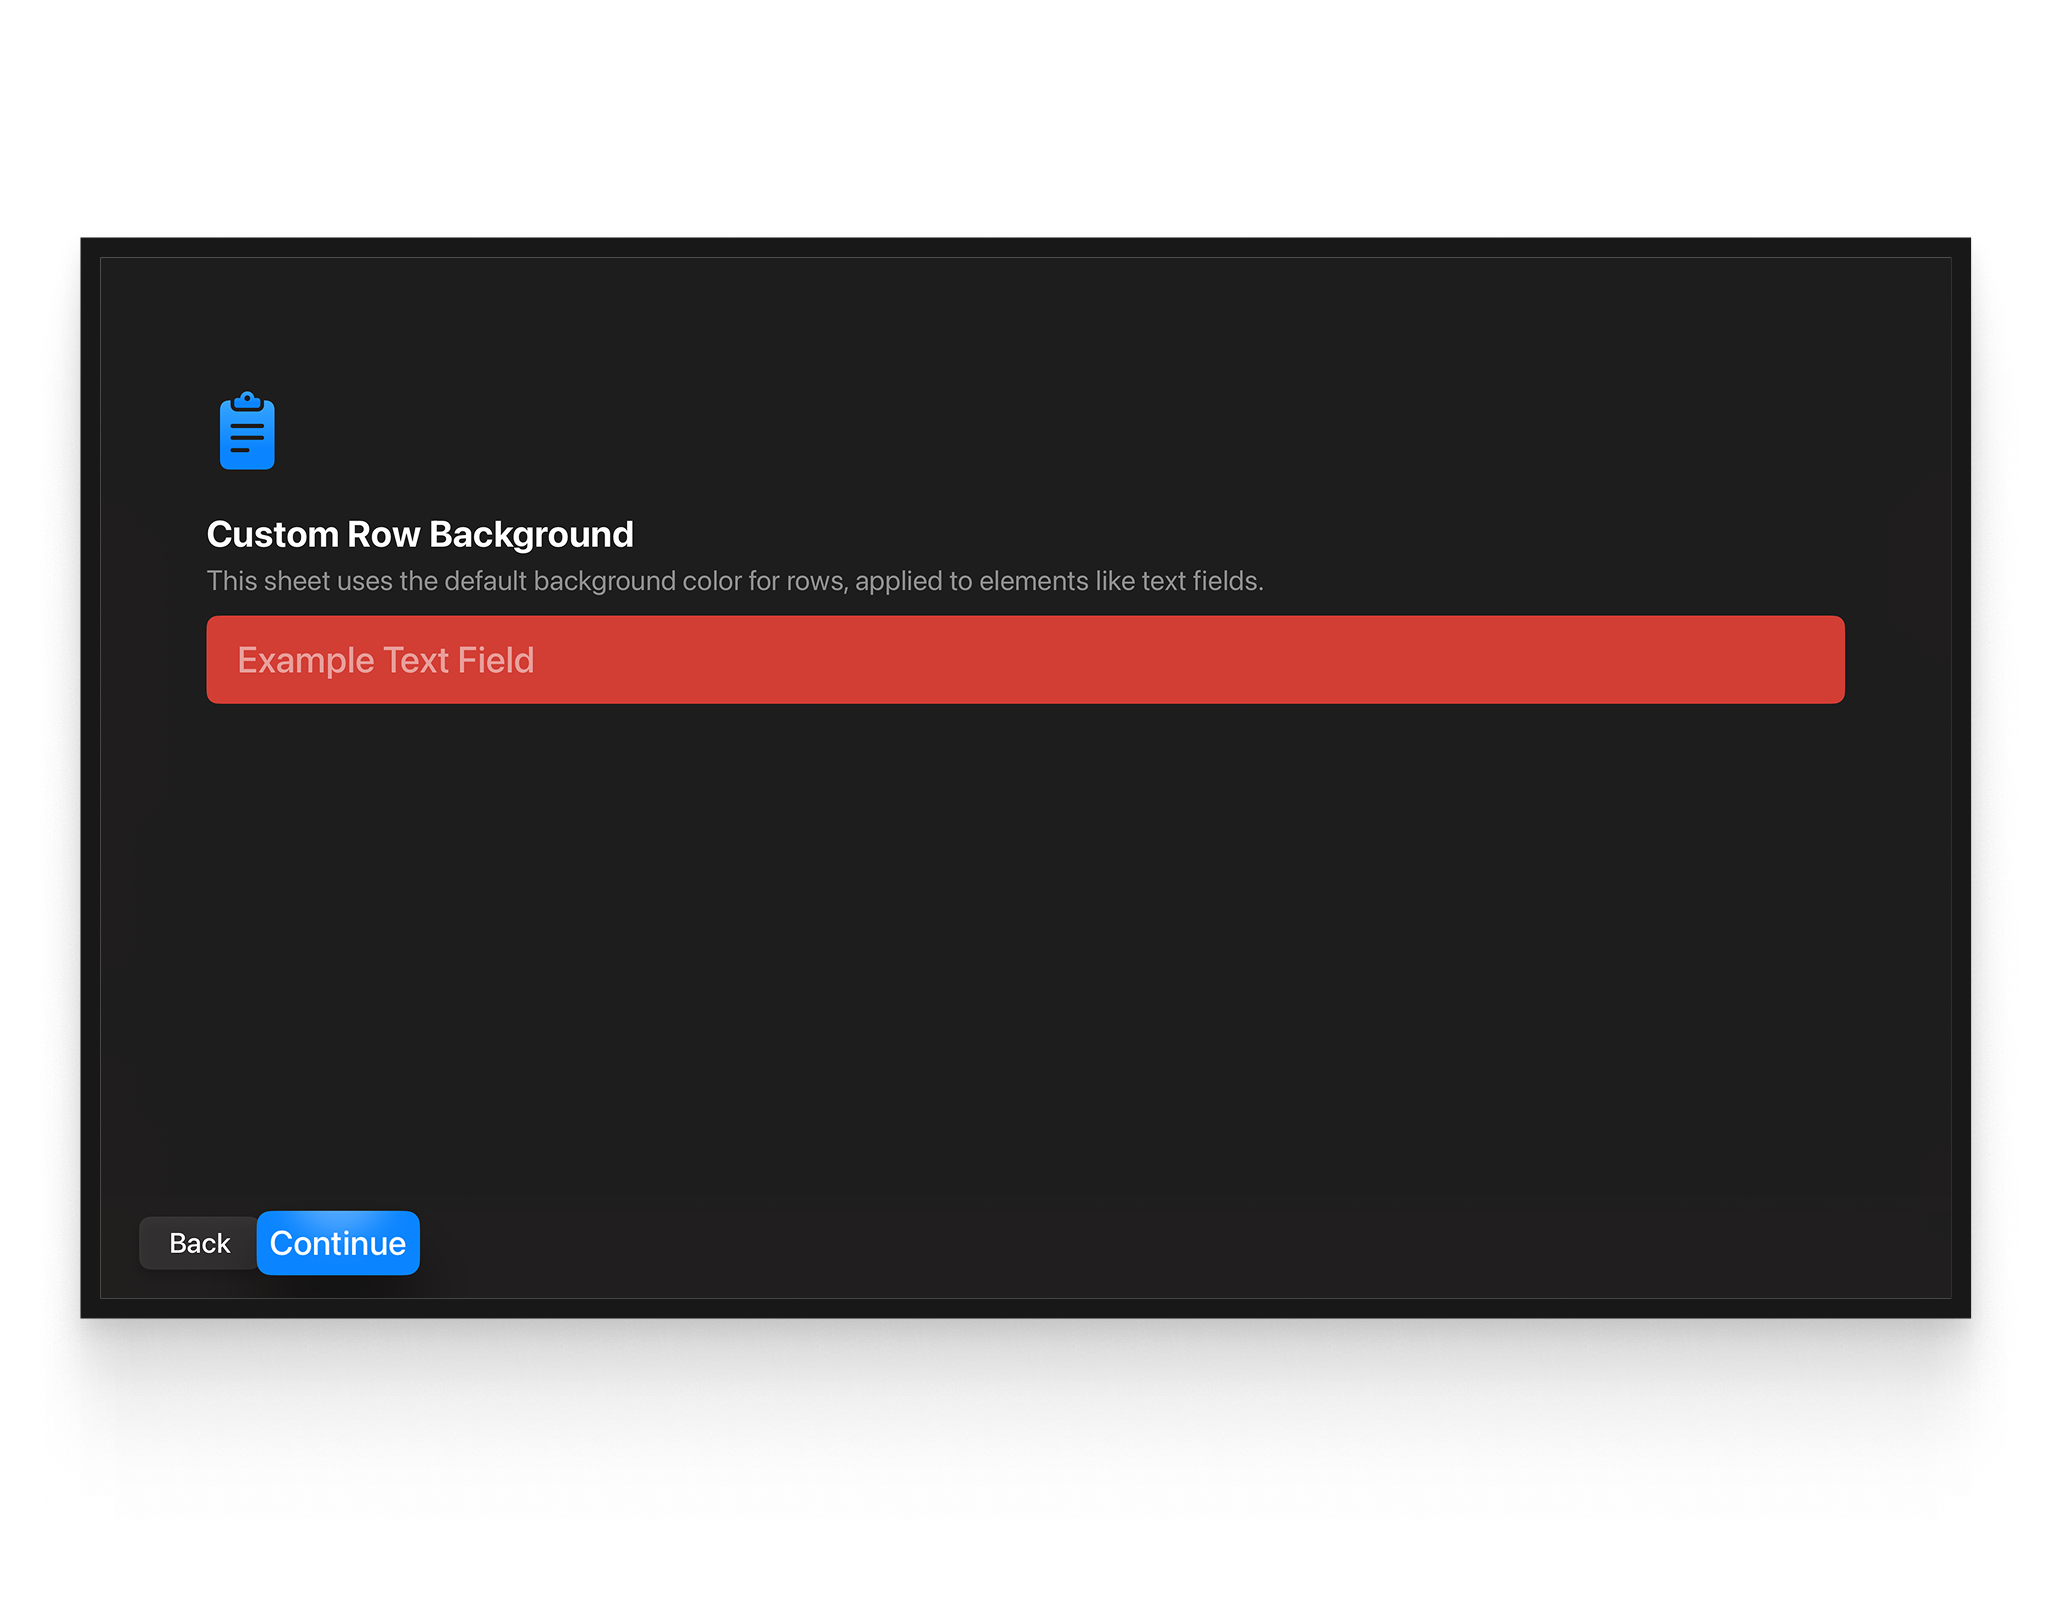 Custom Row Background
This sheet uses the default background color for rows, applied to elements like text fields.
Example Text Field
Back
Continue